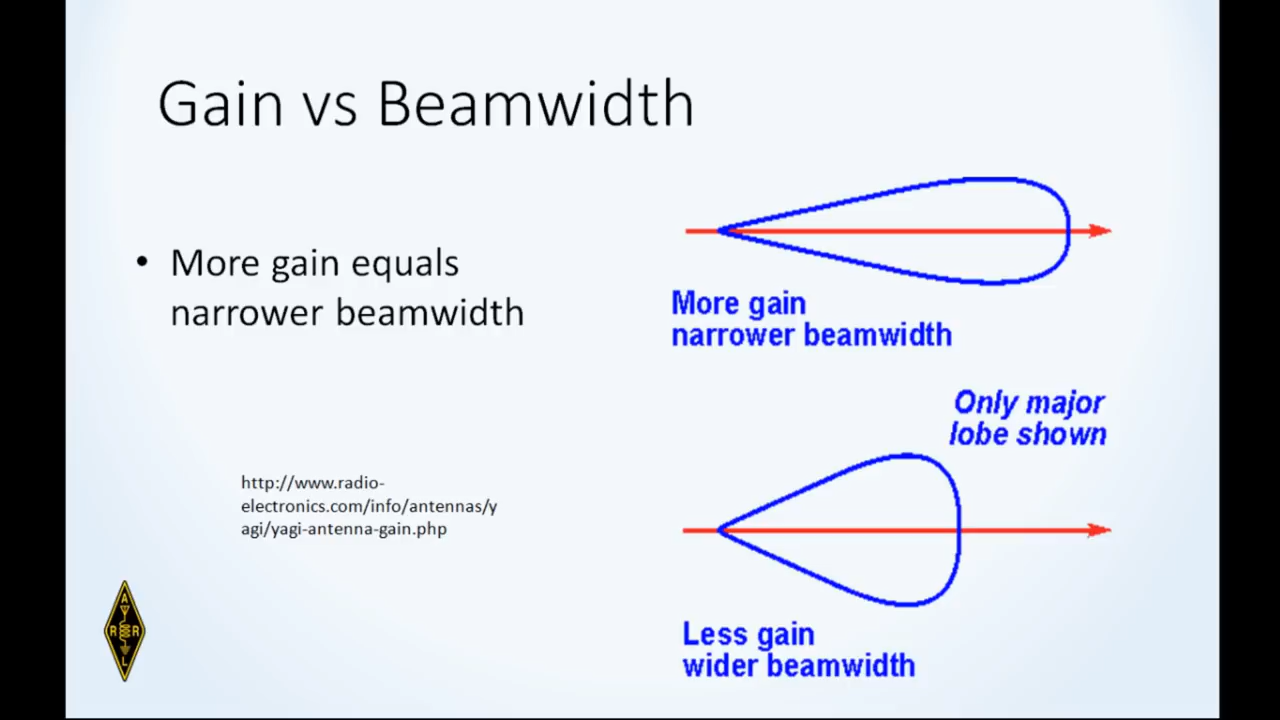 Gain vs Beamwidth
• More gain equals
narrower beamwidth
http://www.radio-
electronics.com/info/antennas/y
agi/yagi-antenna-gain.php
A
R R
L
More gain
narrower beamwidth
Only major
lobe shown
Less gain
wider beamwidth